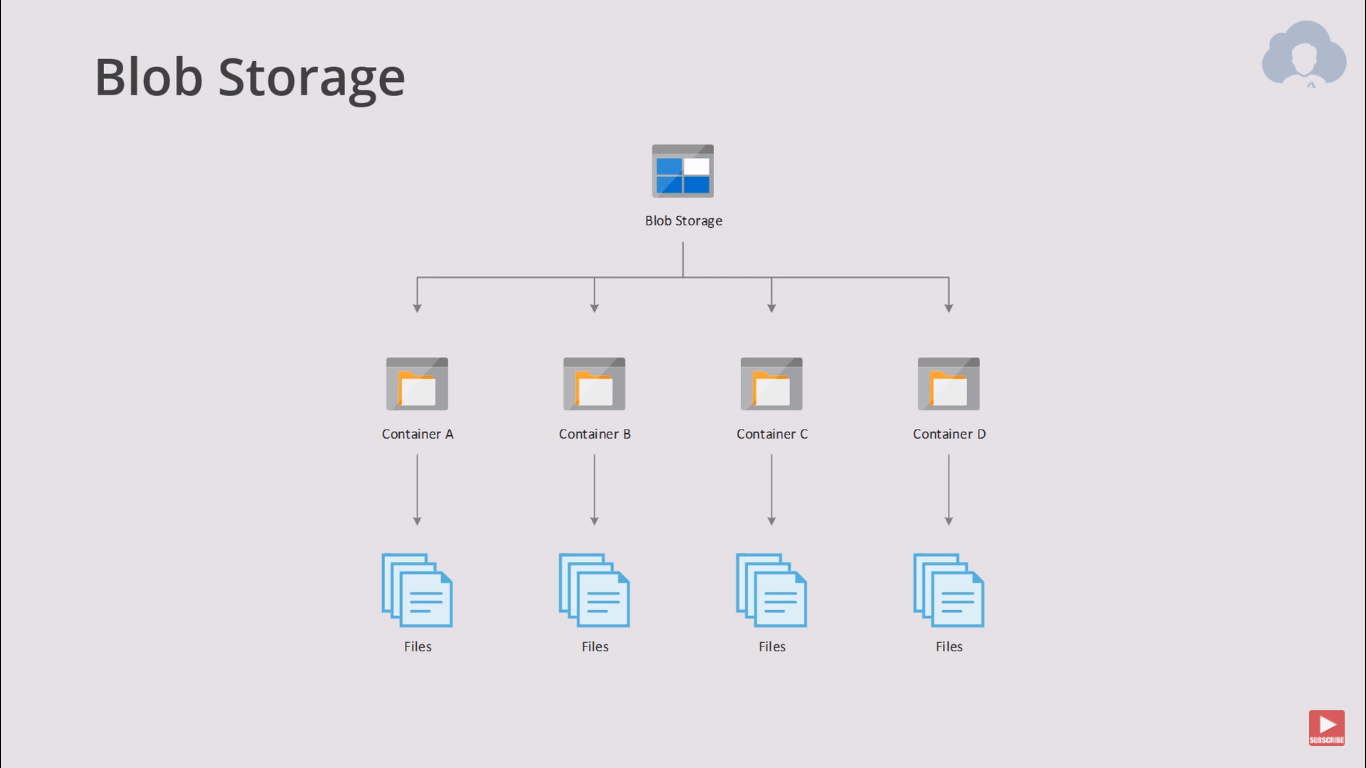 Blob Storage
Blob Storage
Container A
Container B
Container C
Container D
Files
Files
Files
Files
SUBSCRIBE